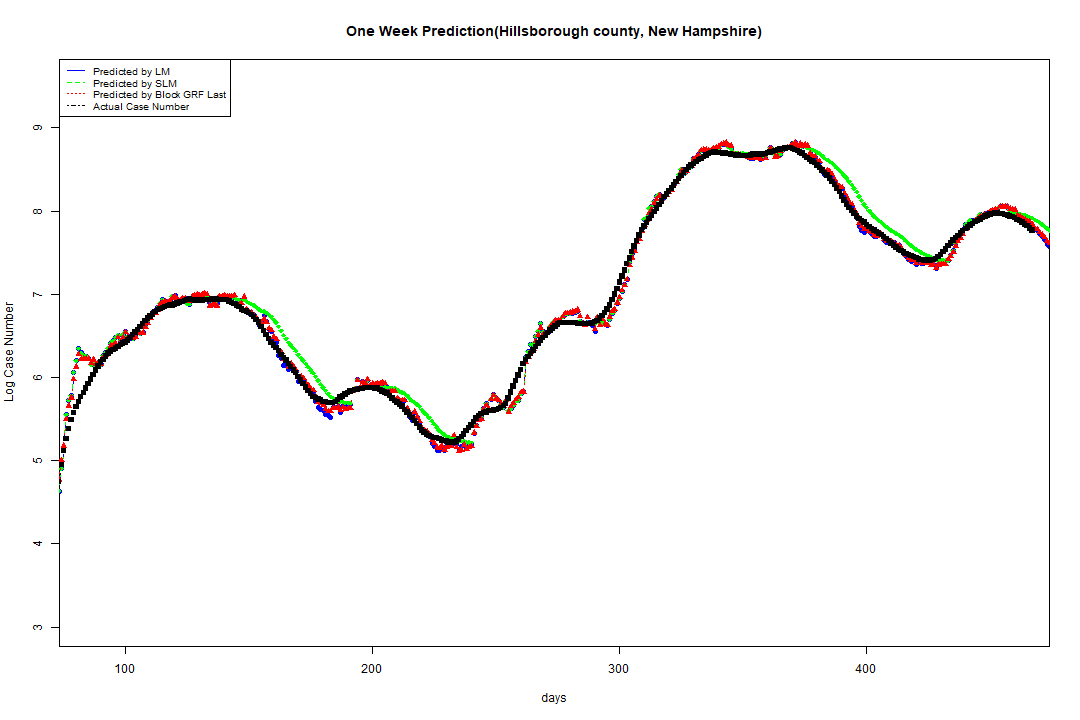 One Week Prediction(Hillsborough county, New Hampshire)
Predicted by LM
Predicted by SLM
Predicted by Block GRF Last
Actual Case Number
9
8
7
6
5
4
3
Log Case Number
100 200 300 400
days